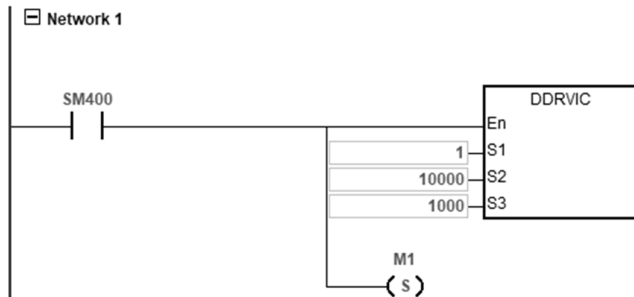 Network 1
SM400
DDRVIC
En
1 S1
10000 S2
1000 S3
M1
S